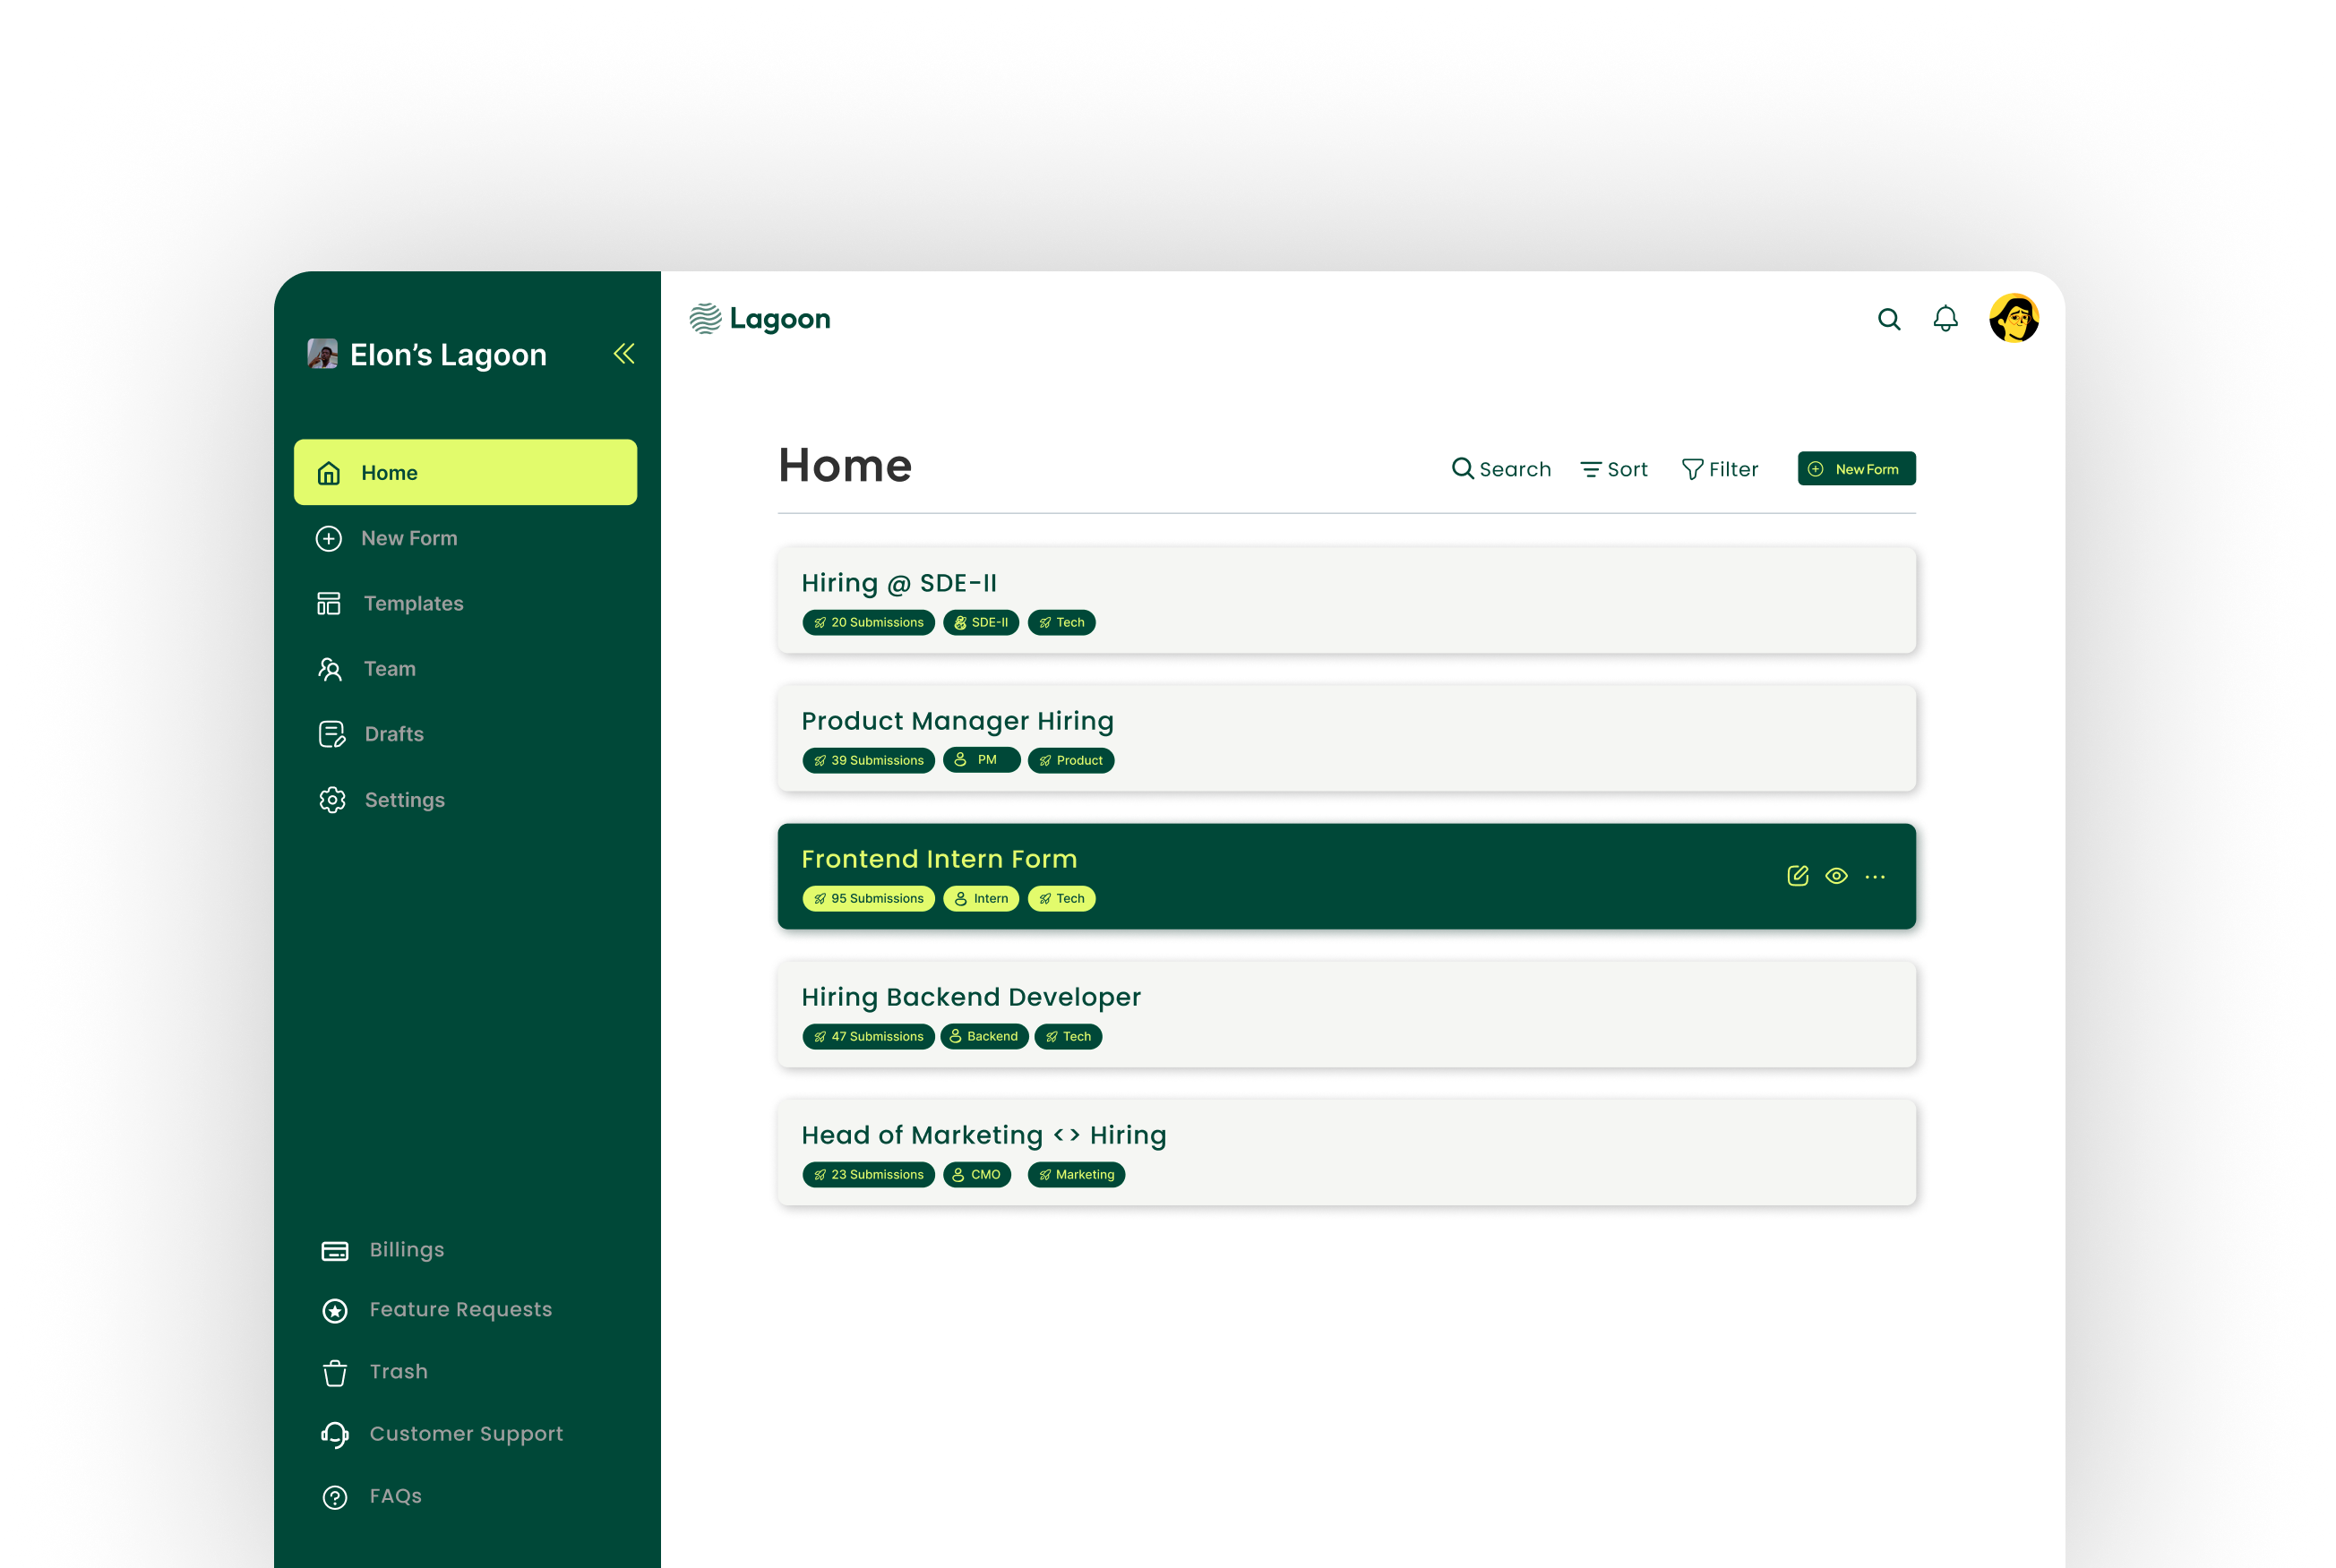 Elon’s Lagoon
Home
New Form
Templates
Team
Drafts
Settings
Billings
Feature Requests
Trash
Customer Support
FAQs
Lagoon
Home
Search Sort Filter New Form
Hiring @ SDE-II
20 Submissions SDE-II Tech
Product Manager Hiring
39 Submissions PM Product
Frontend Intern Form
95 Submissions Intern Tech
Hiring Backend Developer
47 Submissions Backend Tech
Head of Marketing <> Hiring
23 Submissions CMO Marketing